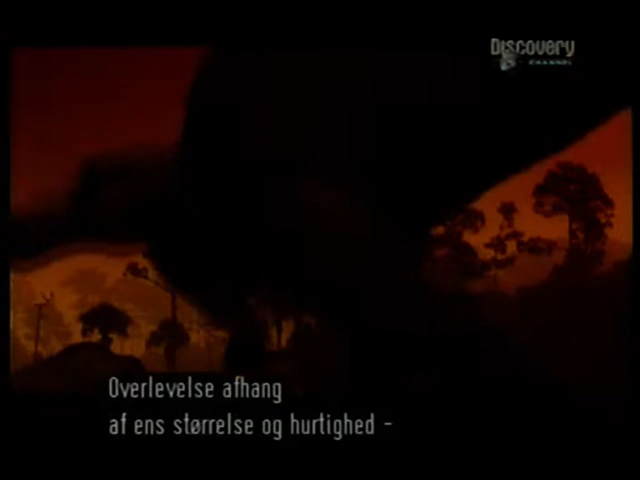 Discovery
CHANNEL
Overlevelse afhang
af ens størrelse og hurtighed -